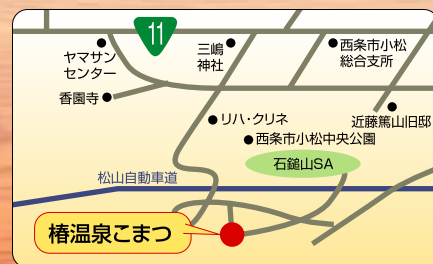 11
ヤマサン
センター
三嶋
神社
西条市小松
総合支所
香園寺
リハ・クリネ
近藤篤山旧邸
西条市小松中央公園
石鎚山SA
松山自動車道
椿温泉こまつ